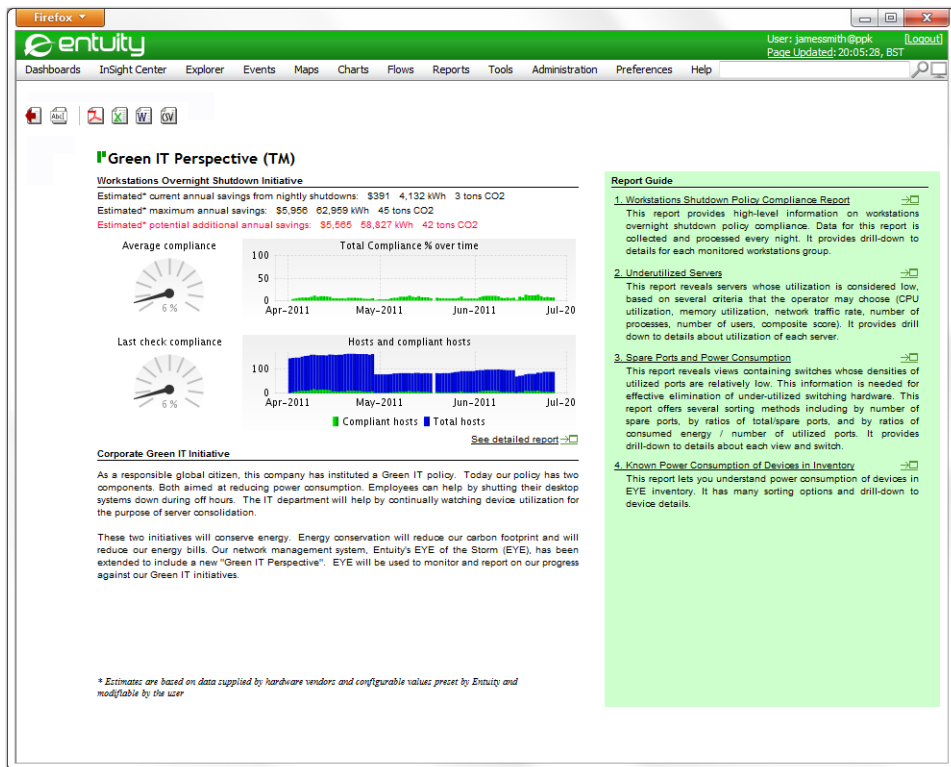 Firefox
entuity
User: jamessmith@ppk [Logout]
Page Updated: 20:05:28, BST
Dashboards InSight Center Explorer Events Maps Charts Flows Reports Tools Administration Preferences Help
Abc
W
CSV
Green IT Perspective (TM)
Workstations Overnight Shutdown Initiative
Estimated* current annual savings from nightly shutdowns: $391 4,132 kWh 3 tons CO2
Estimated* maximum annual savings: $5,956 62,959 kWh 45 tons CO2
Estimated* potential additional annual savings: $5,565 58,827 kWh 42 tons CO2
Average compliance
6 %
Total Compliance % over time
100
50
0
Apr-2011 May-2011 Jun-2011 Jul-20
Last check compliance
6 %
Hosts and compliant hosts
100
0
Apr-2011 May-2011 Jun-2011 Jul-20
Compliant hosts Total hosts
See detailed report
Corporate Green IT Initiative
As a responsible global citizen, this company has instituted a Green IT policy. Today our policy has two
components. Both aimed at reducing power consumption. Employees can help by shutting their desktop
systems down during off hours. The IT department will help by continually watching device utilization for
the purpose of server consolidation.
These two initiatives will conserve energy. Energy conservation will reduce our carbon footprint and will
reduce our energy bills. Our network management system, Entuity's EYE of the Storm (EYE), has been
extended to include a new "Green IT Perspective". EYE will be used to monitor and report on our progress
against our Green IT initiatives.
* Estimates are based on data supplied by hardware vendors and configurable values preset by Entuity and
modifiable by the user
Report Guide
1. Workstations Shutdown Policy Compliance Report
This report provides high-level information on workstations
overnight shutdown policy compliance. Data for this report is
collected and processed every night. It provides drill-down to
details for each monitored workstations group.
2. Underutilized Servers
This report reveals servers whose utilization is considered low,
based on several criteria that the operator may choose (CPU
utilization, memory utilization, network traffic rate, number of
processes, number of users, composite score). It provides drill
down to details about utilization of each server.
3. Spare Ports and Power Consumption
This report reveals views containing switches whose densities of
utilized ports are relatively low. This information is needed for
effective elimination of under-utilized switching hardware. This
report offers several sorting methods including by number of
spare ports, by ratios of total/spare ports, and by ratios of
consumed energy / number of utilized ports. It provides
drill-down to details about each view and switch.
4. Known Power Consumption of Devices in Inventory
This report lets you understand power consumption of devices in
EYE inventory. It has many sorting options and drill-down to
device details.